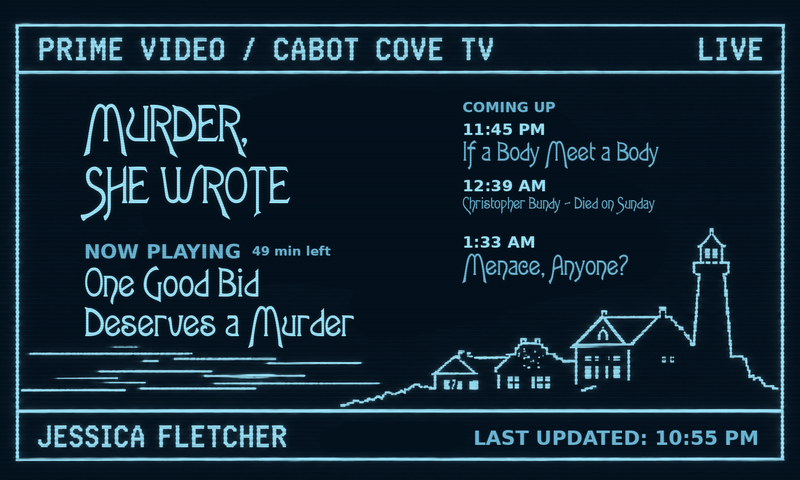 PRIME VIDEO / CABOT COVE TV
LIVE
MURDER,
SHE WROTE
NOW PLAYING 49 min left
One Good Bid
Deserves a Murder
COMING UP
11:45 PM
If a Body Meet a Body
12:39 AM
Christopher Bundy - Died on Sunday
1:33 AM
Menace, Anyone?
JESSICA FLETCHER
LAST UPDATED: 10:55 PM